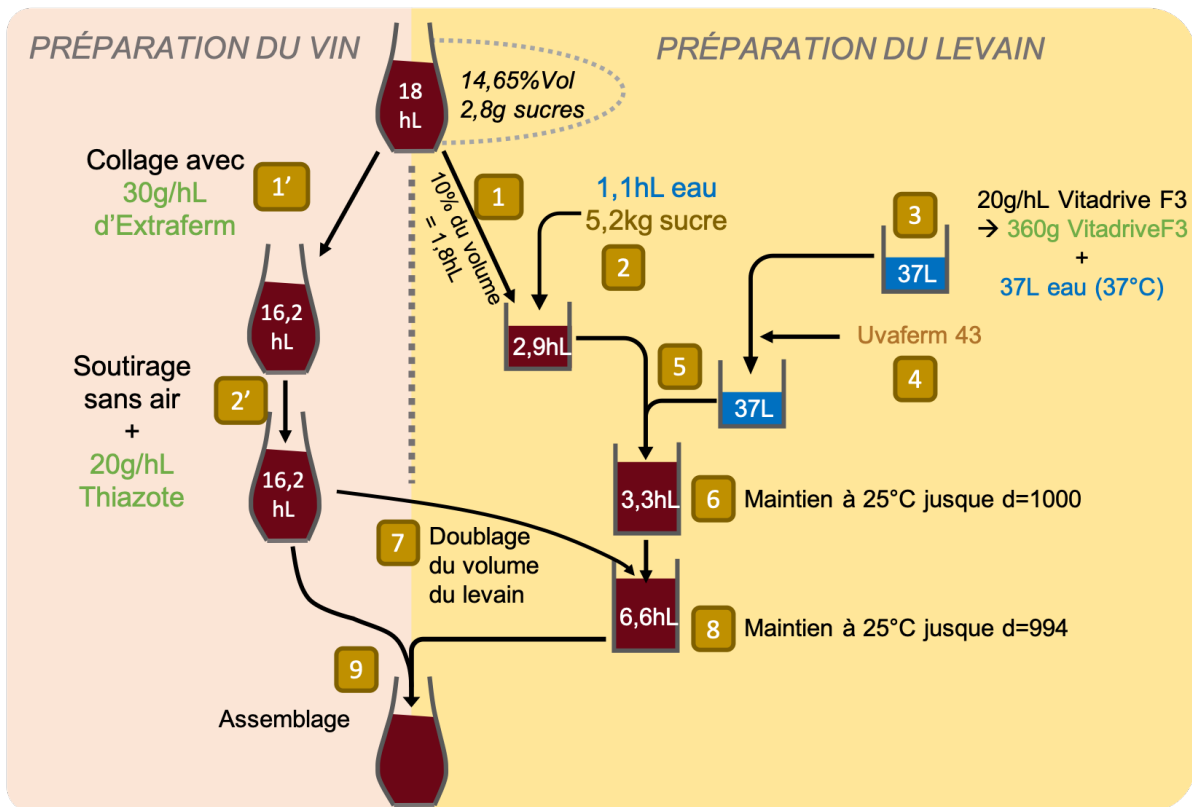 PRÉPARATION DU VIN
PRÉPARATION DU LEVAIN
18
hL
14,65%Vol
2,8g sucres
Collage avec
30g/hL
d’Extraferm
1’
10% du volume
= 1,8hL
1
1,1hL eau
5,2kg sucre
2
3
20g/hL Vitadrive F3
→ 360g VitadriveF3
+
37L eau (37°C)
37L
16,2
hL
2,9hL
Uvaferm 43
4
5
37L
Soutirage
sans air
+
20g/hL
Thiazote
2’
16,2
hL
3,3hL
6
Maintien à 25°C jusque d=1000
7
Doublage
du volume
du levain
6,6hL
8
Maintien à 25°C jusque d=994
9
Assemblage